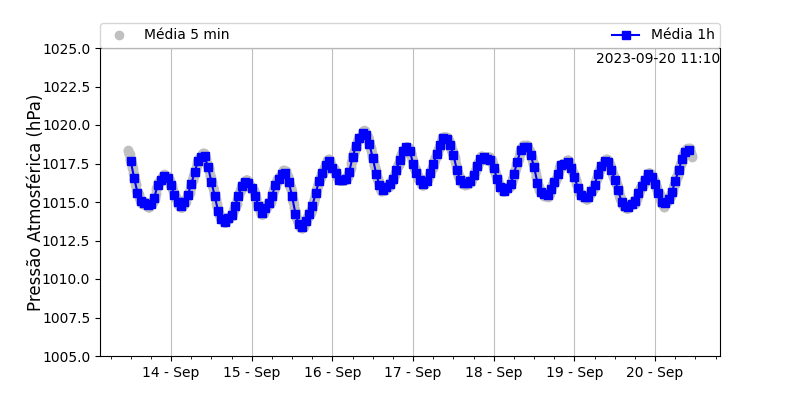 Média 5 min
Média 1h
2023-09-20 11:10
Pressão Atmosférica (hPa)
1025.0
1022.5
1020.0
1017.5
1015.0
1012.5
1010.0
1007.5
1005.0
14 - Sep
15 - Sep
16 - Sep
17 - Sep
18 - Sep
19 - Sep
20 - Sep